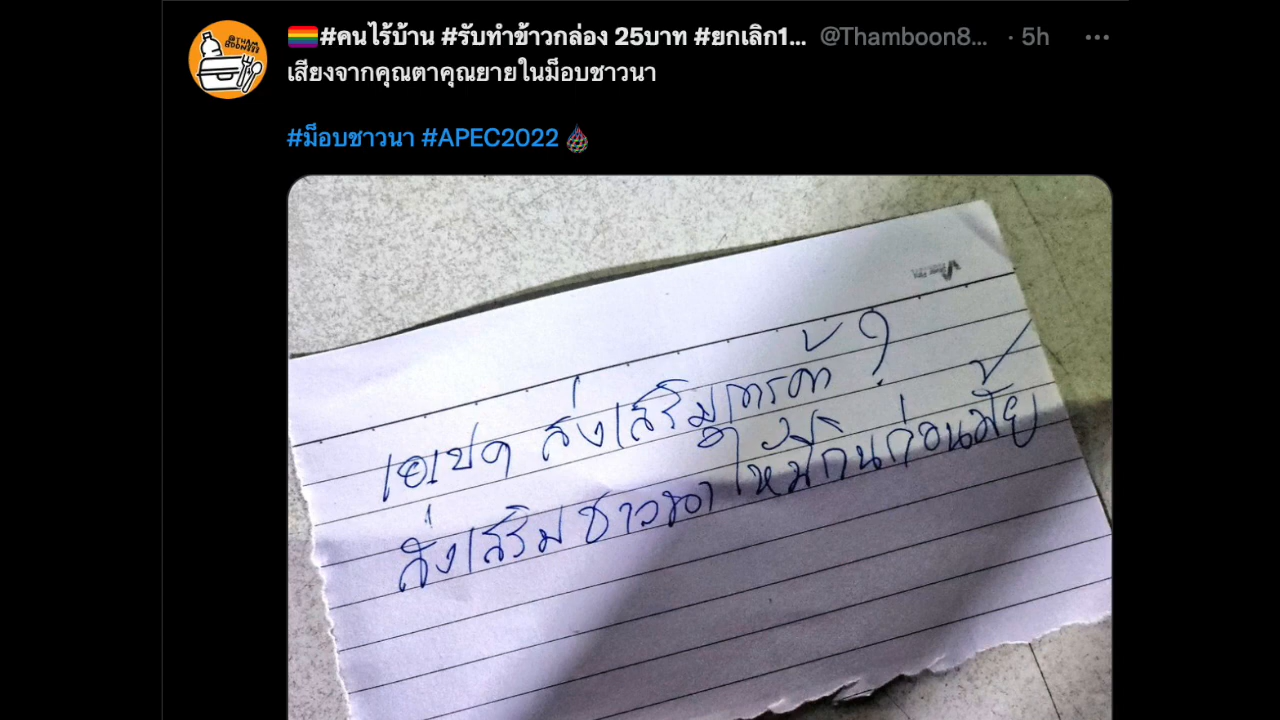 #คนไร้บ้าน #รับทำข้าวกล่อง 25บาท #ยกเลิก1... @Thamboon8... · 5h
เสียงจากคุณตาคุณยายในม็อบชาวนา
#ม็อบชาวนา #APEC2022
เอเปค ส่งเสริมการค้า ?
ส่งเสริมชาวนาให้มีกินก่อนมั้ย